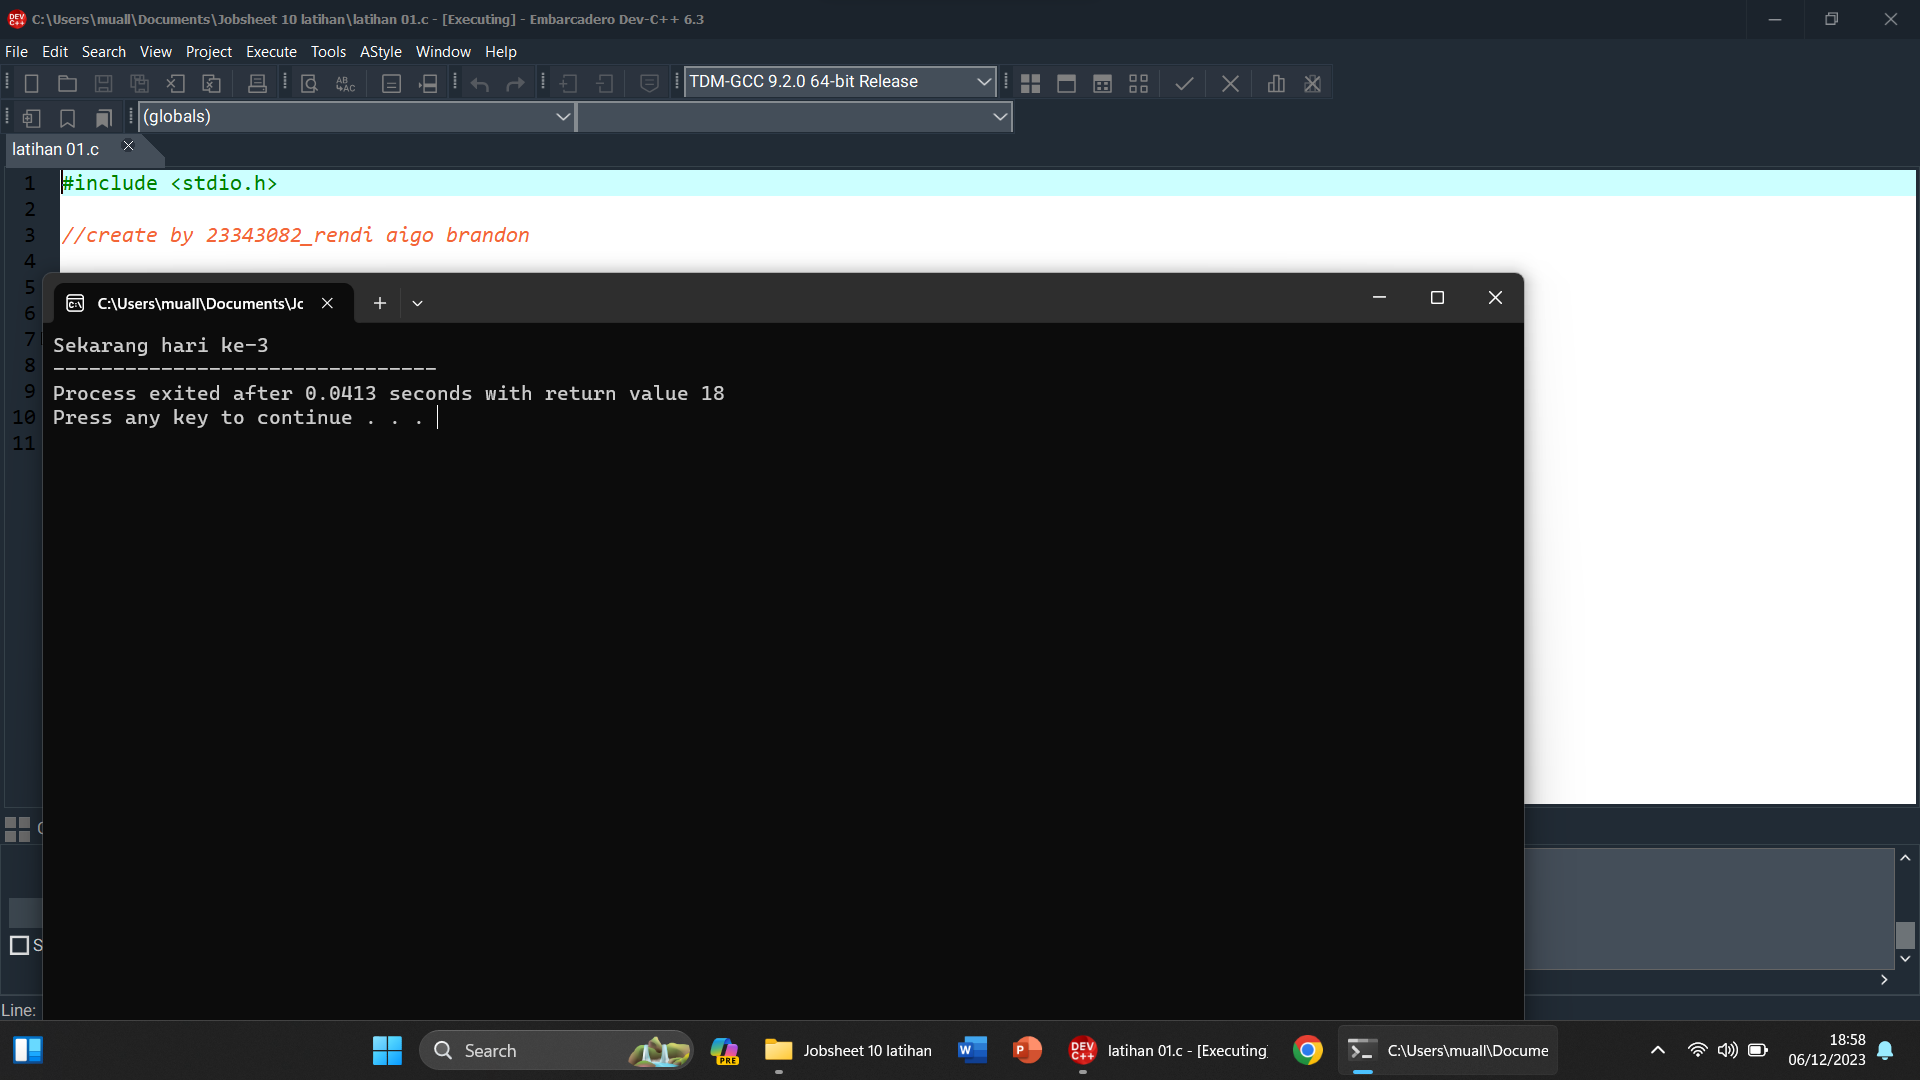 C:\Users\muall\Documents\Jobsheet 10 latihan\latihan 01.c - [Executing] - Embarcadero Dev-C++ 6.3
File Edit Search View Project Execute Tools AStyle Window Help
TDM-GCC 9.2.0 64-bit Release
(globals)
latihan 01.c
1 #include <stdio.h>
2
3 //create by 23343082_rendi aigo brandon
4
5
6
7
8
9
10
11
C:\Users\muall\Documents\Jc
Sekarang hari ke-3
--------------------------------
Process exited after 0.0413 seconds with return value 18
Press any key to continue . . .
Line:
Search
PRE
Jobsheet 10 latihan
DEV C++
latihan 01.c - [Executing]
C:\Users\muall\Docume
18:58
06/12/2023